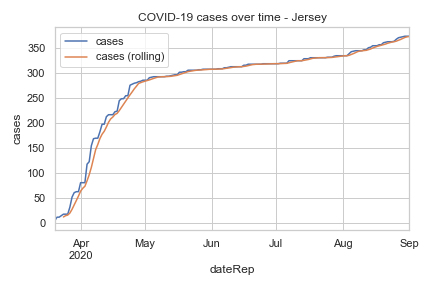 COVID-19 cases over time - Jersey
cases
cases (rolling)
350
300
250
200
150
100
50
0
cases
Apr
2020
May
Jun
Jul
Aug
Sep
dateRep